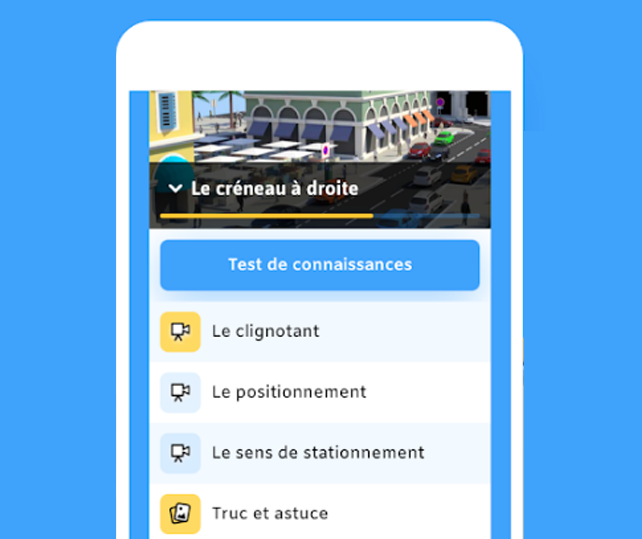 Le créneau à droite
Test de connaissances
Le clignotant
Le positionnement
Le sens de stationnement
Truc et astuce